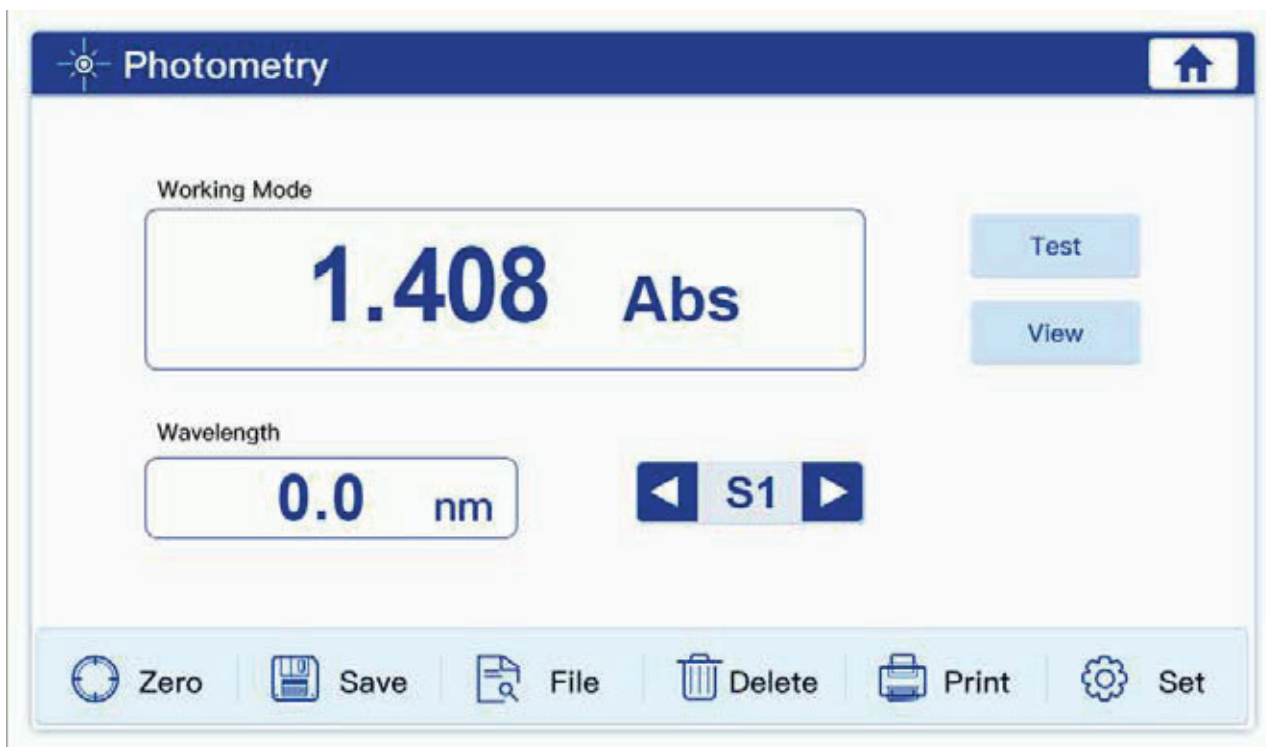 Photometry
Working Mode
1.408 Abs
Test
View
Wavelength
0.0 nm
S1
Zero Save File Delete Print Set